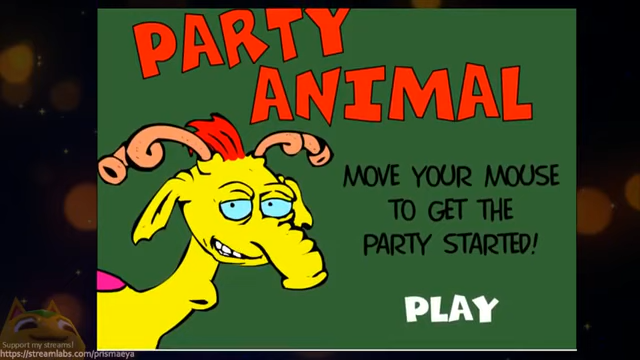 PARTY
ANIMAL
MOVE YOUR MOUSE
TO GET THE
PARTY STARTED!
PLAY
Support my streams!
https://streamlabs.com/prismaeya